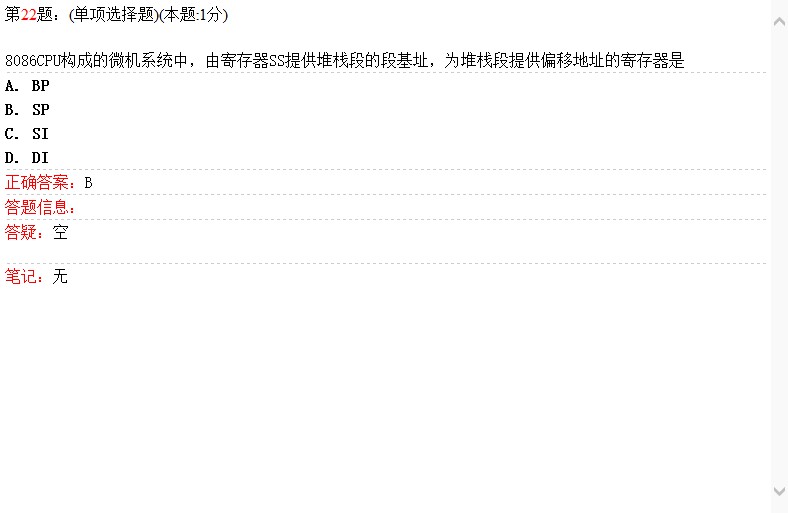 第22题：(单项选择题)(本题:1分)
8086CPU构成的微机系统中，由寄存器SS提供堆栈段的段基址，为堆栈段提供偏移地址的寄存器是
A. BP
B. SP
C. SI
D. DI
正确答案：B
答题信息：
答疑：空
笔记：无